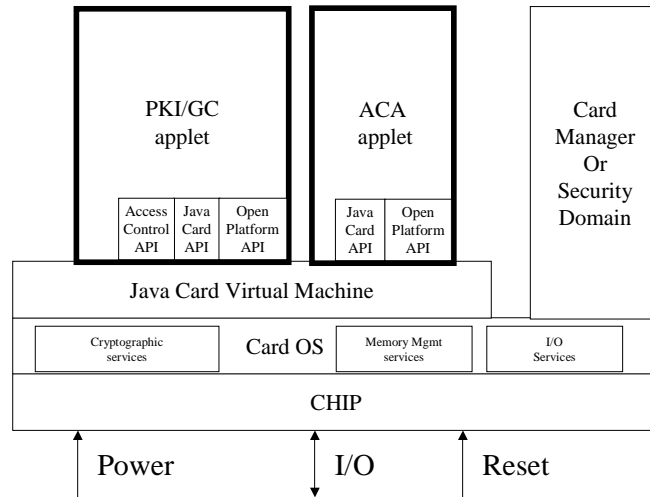 PKI/GC
applet
ACA
applet
Card
Manager
Or
Security
Domain
Access
Control
API
Java
Card
API
Open
Platform
API
Java
Card
API
Open
Platform
API
Java Card Virtual Machine
Cryptographic
services
Card OS
Memory Mgmt
services
I/O
Services
CHIP
Power
I/O
Reset